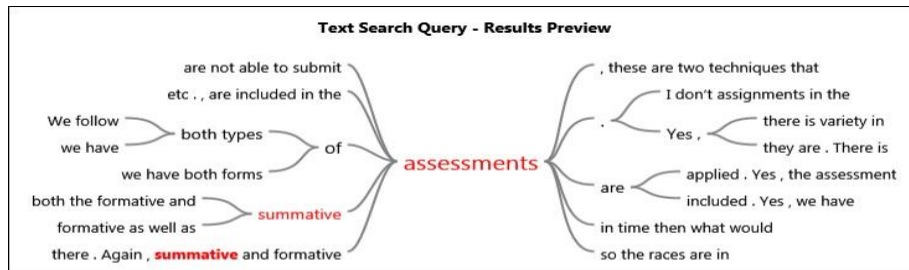 Text Search Query - Results Preview
are not able to submit
etc . , are included in the
We follow
we have
both types
we have both forms
of
both the formative and
formative as well as
summative
there . Again , summative and formative
assessments
, these are two techniques that
.
I don't assignments in the
Yes ,
there is variety in
they are . There is
are
applied . Yes , the assessment
included . Yes , we have
in time then what would
so the races are in